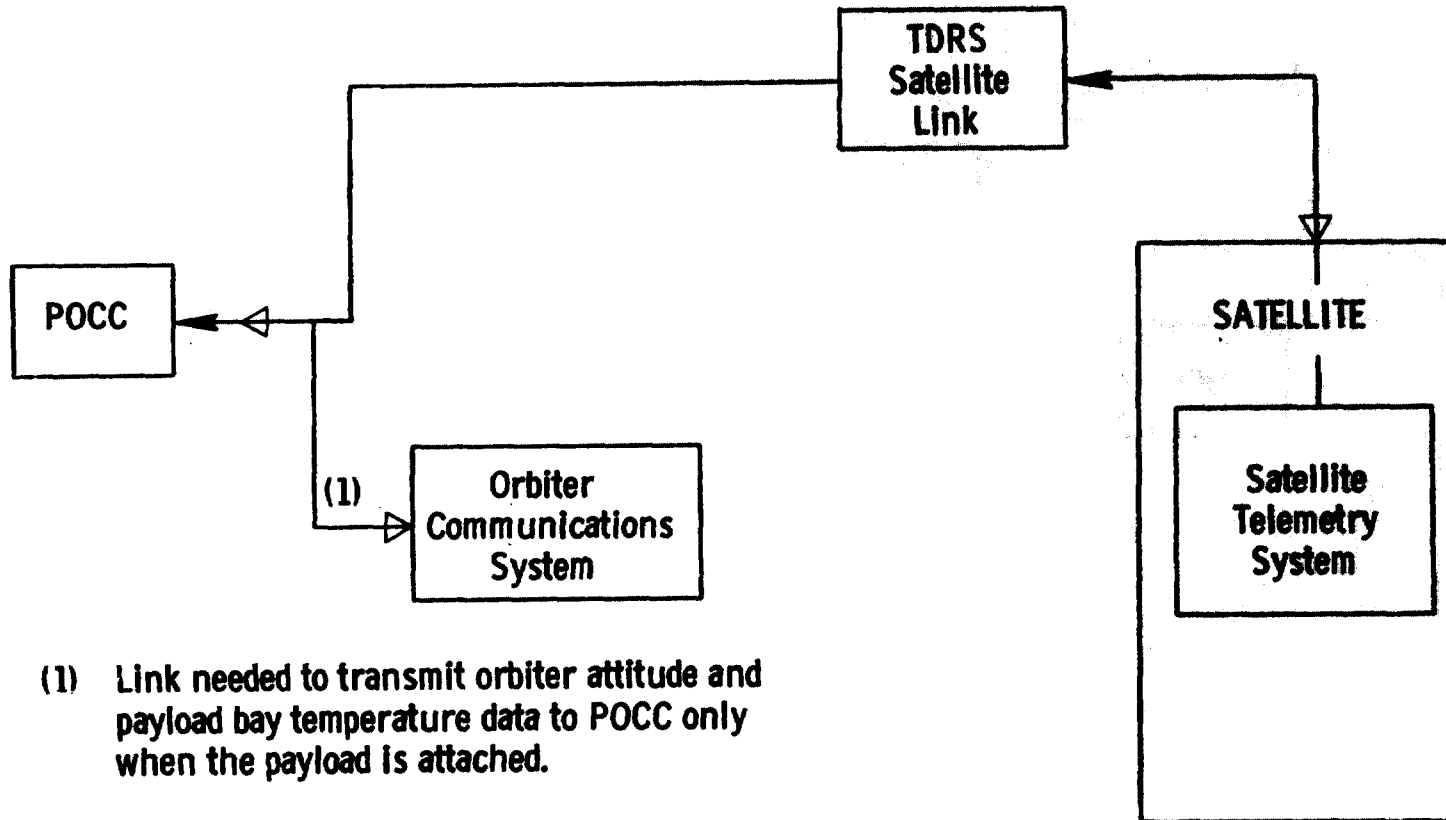 TDRS
Satellite
Link
POCC
SATELLITE
(1)
Orbiter
Communications
System
Satellite
Telemetry
System
(1) Link needed to transmit orbiter attitude and
payload bay temperature data to POCC only
when the payload is attached.